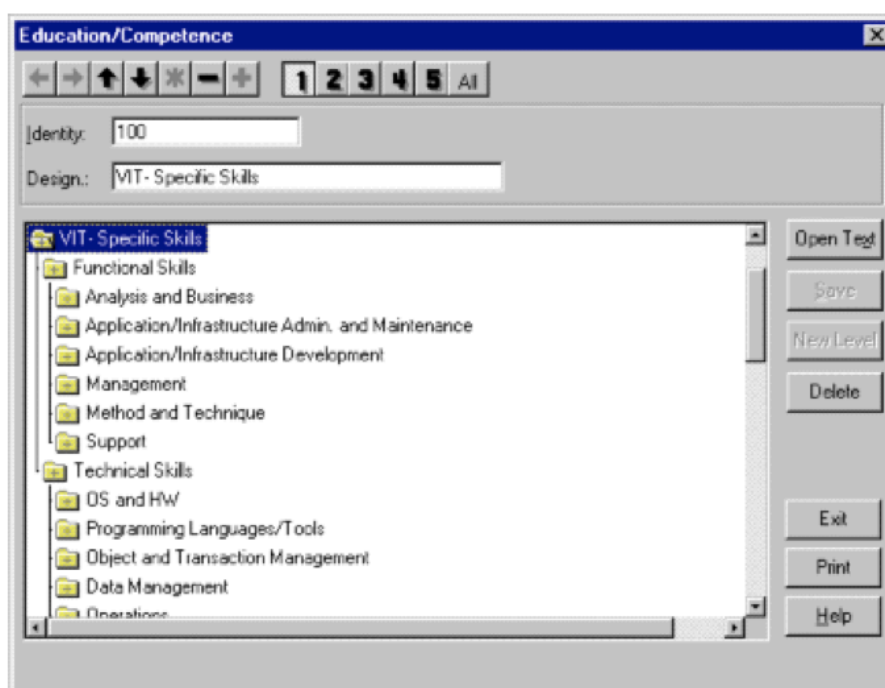 Education/Competence
1 2 3 4 5 All
Identity: 100
Design.: VIT- Specific Skills
VIT- Specific Skills
Functional Skills
Analysis and Business
Application/Infrastructure Admin. and Maintenance
Application/Infrastructure Development
Management
Method and Technique
Support
Technical Skills
OS and HW
Programming Languages/Tools
Object and Transaction Management
Data Management
Operations
Open Text
Save
New Level
Delete
Exit
Print
Help